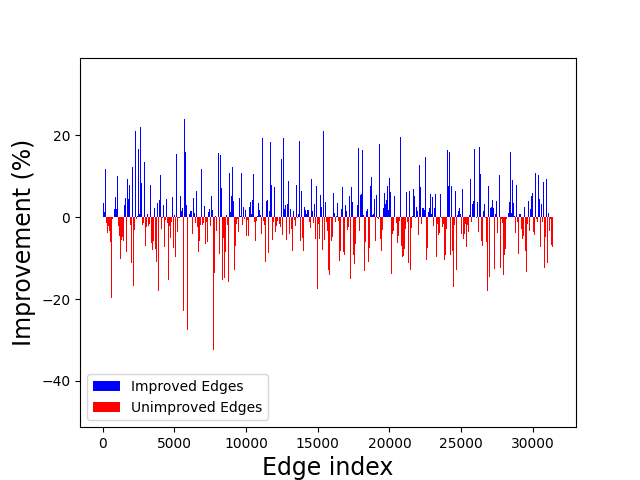 Improvement (%)
20
0
−20
−40
Improved Edges
Unimproved Edges
0 5000 10000 15000 20000 25000 30000
Edge index